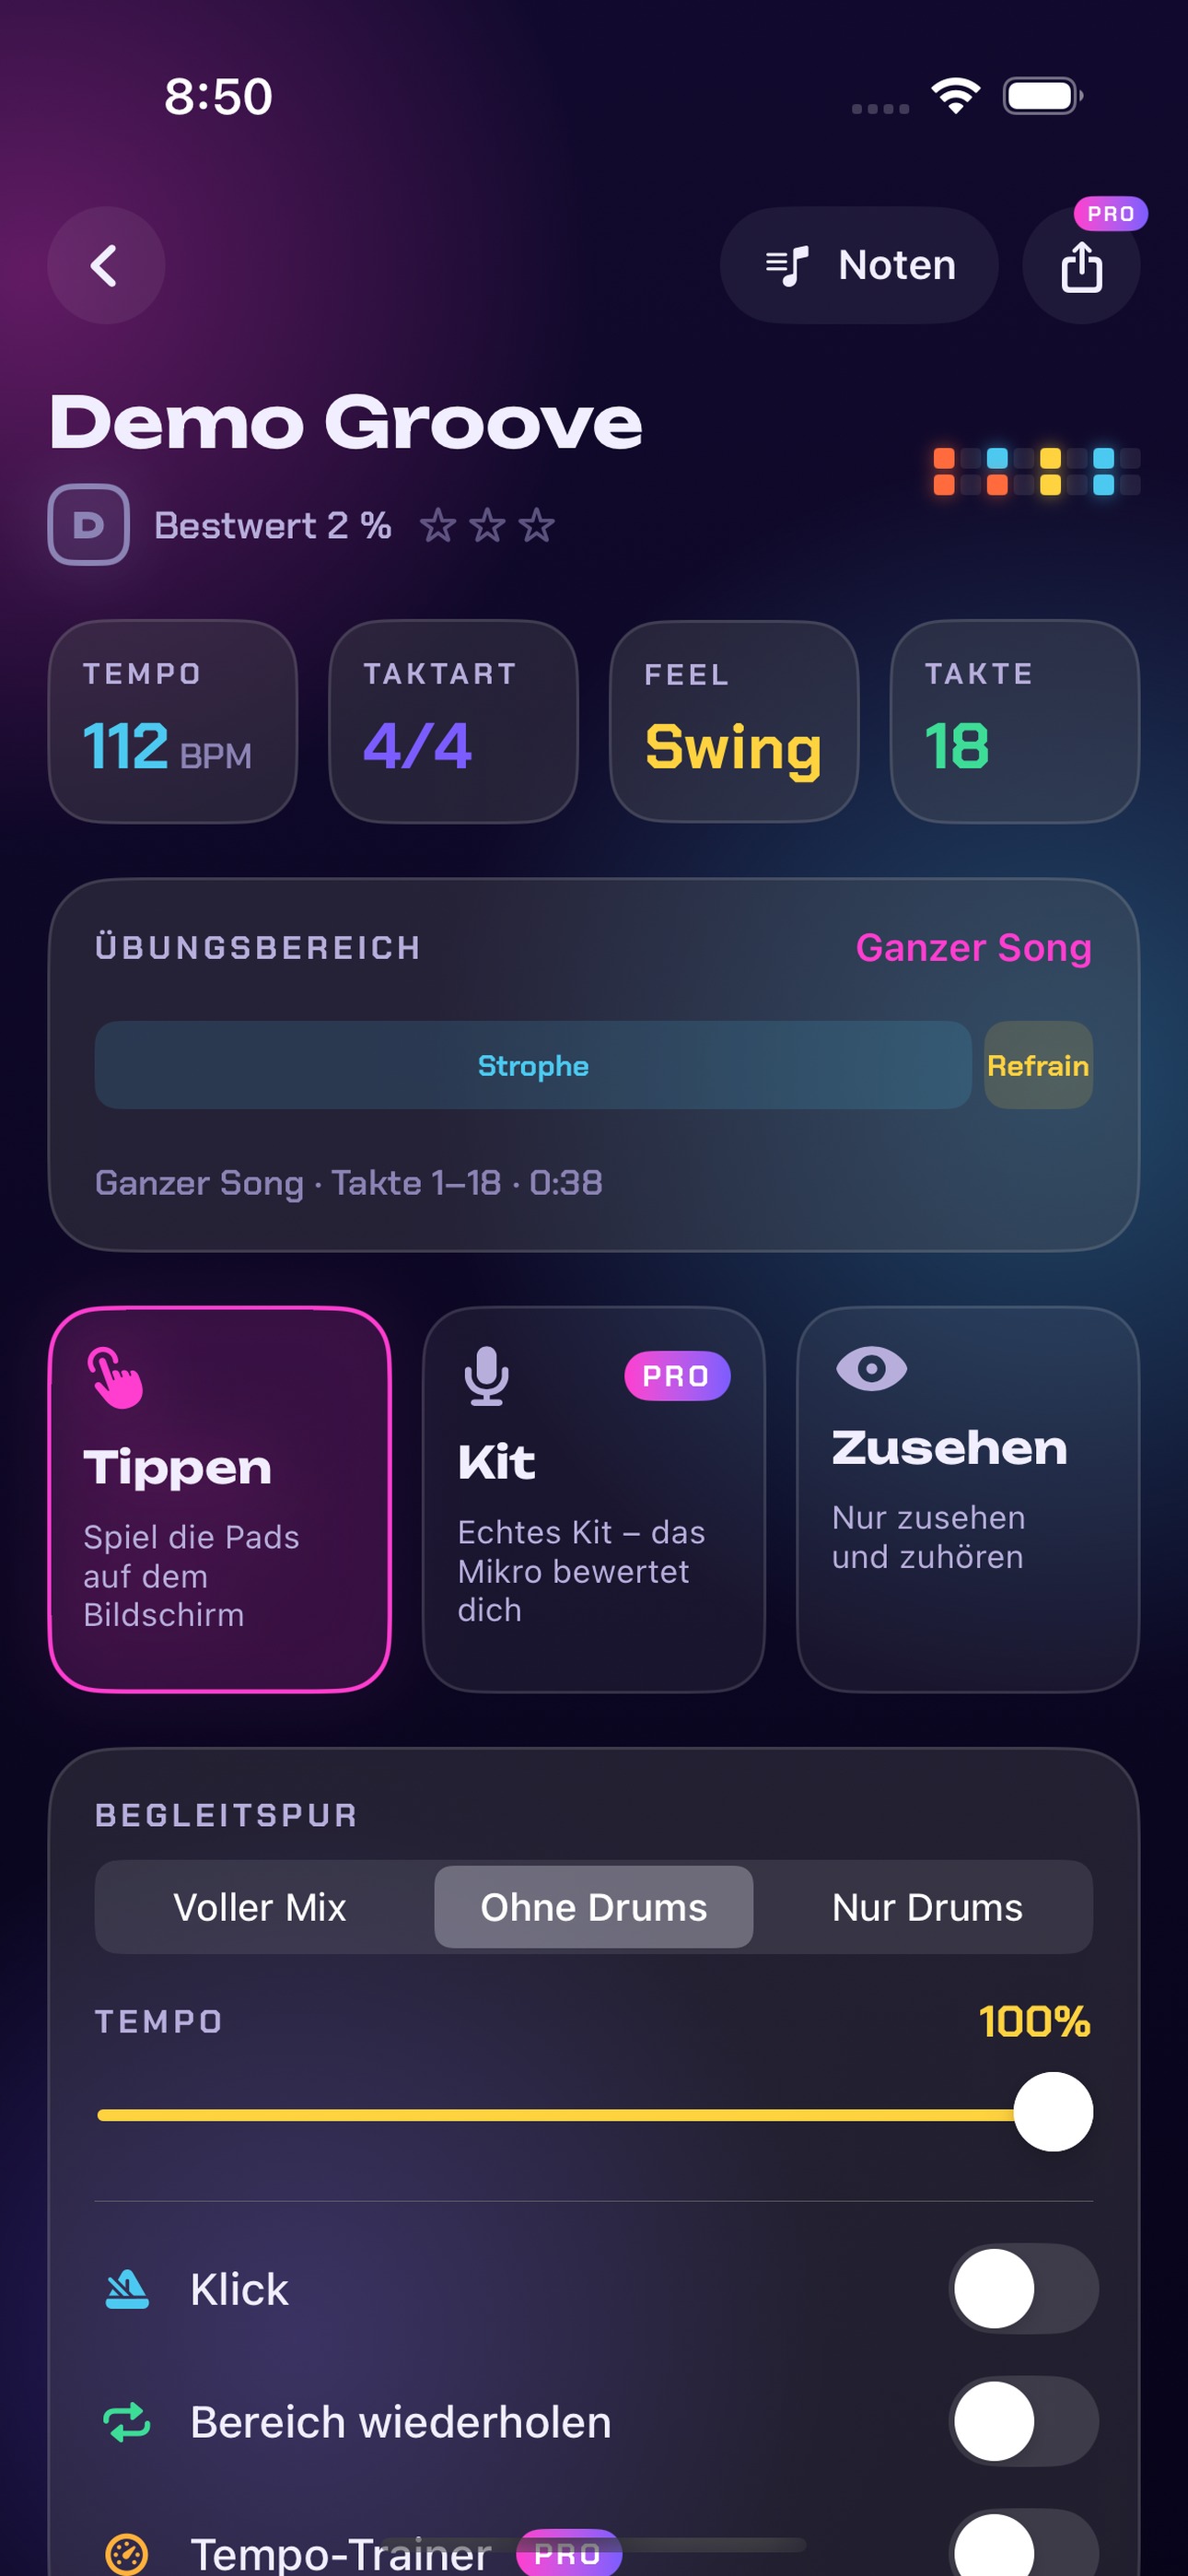 8:50
PRO
Noten
Demo Groove
D Bestwert 2 %
TEMPO
112 BPM
TAKTART
4/4
FEEL
Swing
TAKTE
18
ÜBUNGSBEREICH
Ganzer Song
Strophe
Refrain
Ganzer Song · Takte 1–18 · 0:38
Tippen
Spiel die Pads
auf dem
Bildschirm
PRO
Kit
Echtes Kit – das
Mikro bewertet
dich
Zusehen
Nur zusehen
und zuhören
BEGLEITSPUR
Voller Mix
Ohne Drums
Nur Drums
TEMPO
100%
Klick
Bereich wiederholen
Tempo-Trainer PRO